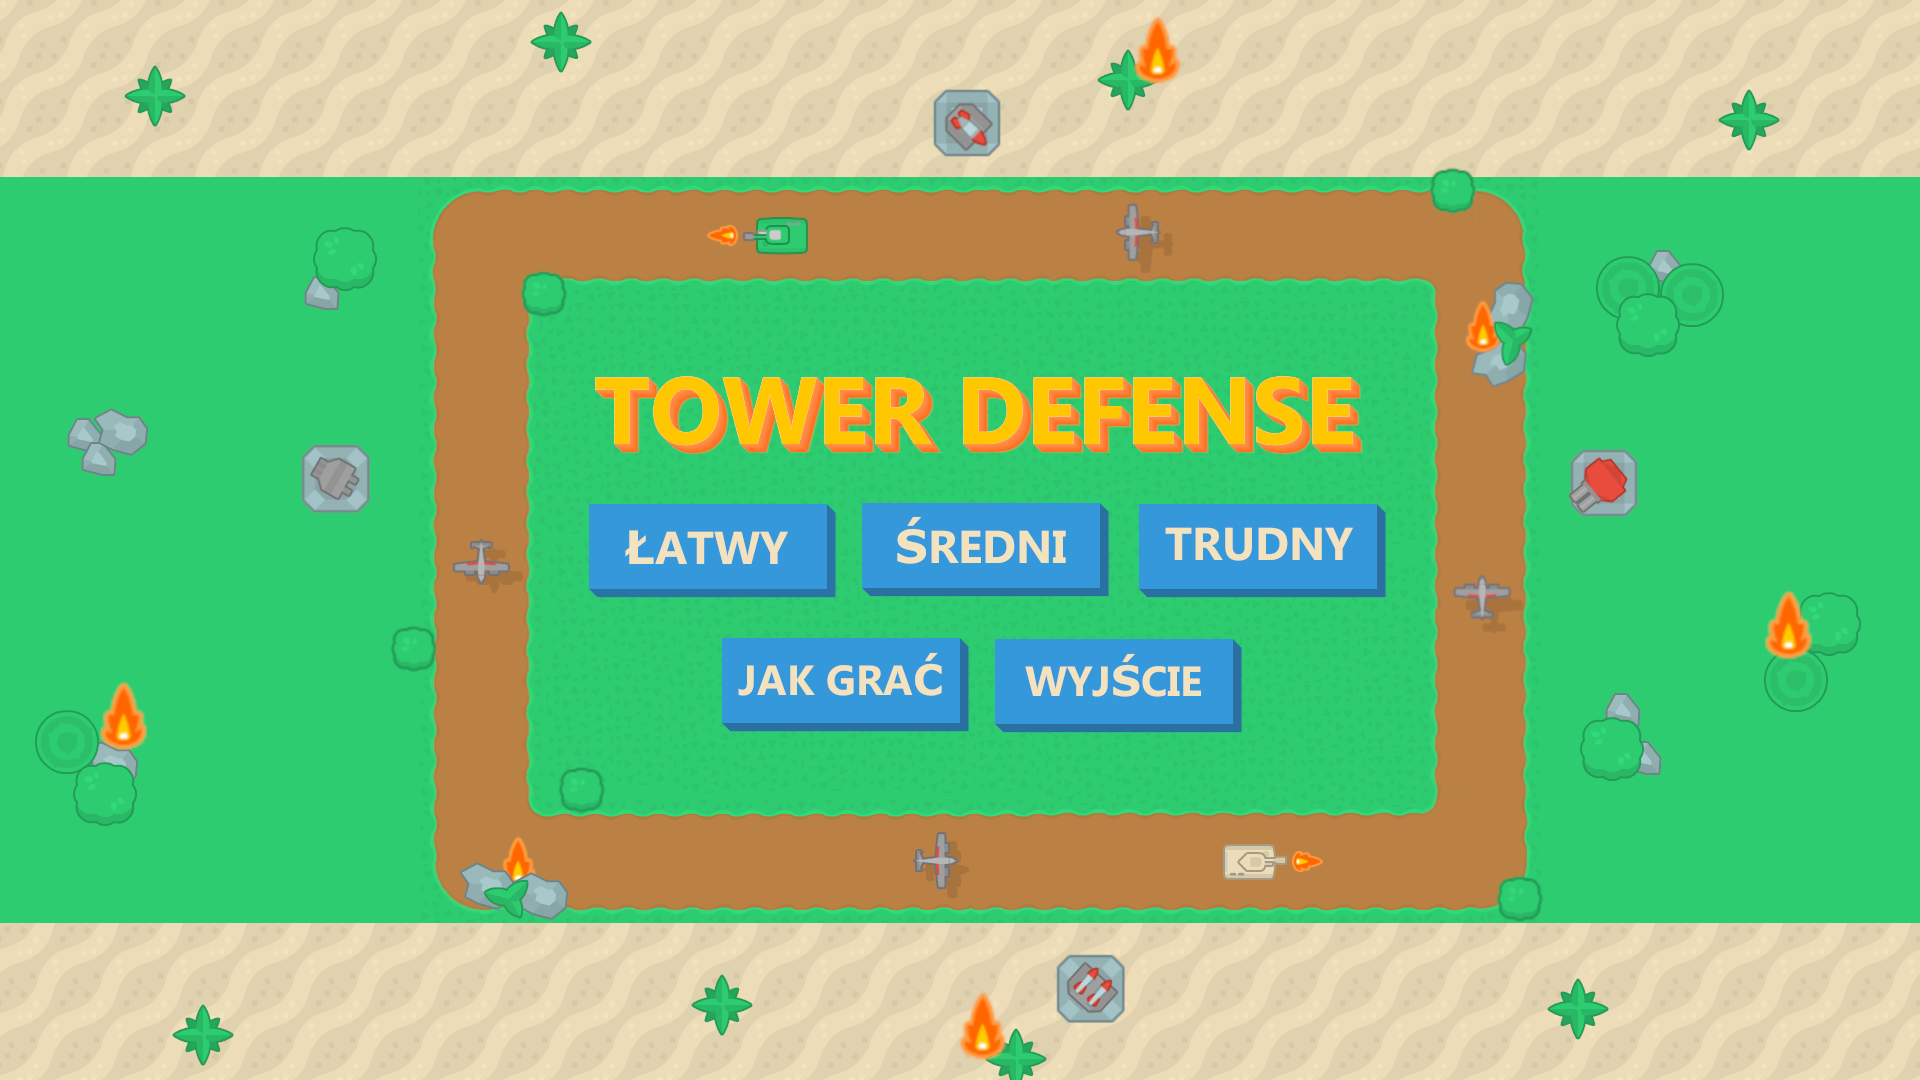 TOWER DEFENSE
ŁATWY
ŚREDNI
TRUDNY
JAK GRAĆ
WYJŚCIE